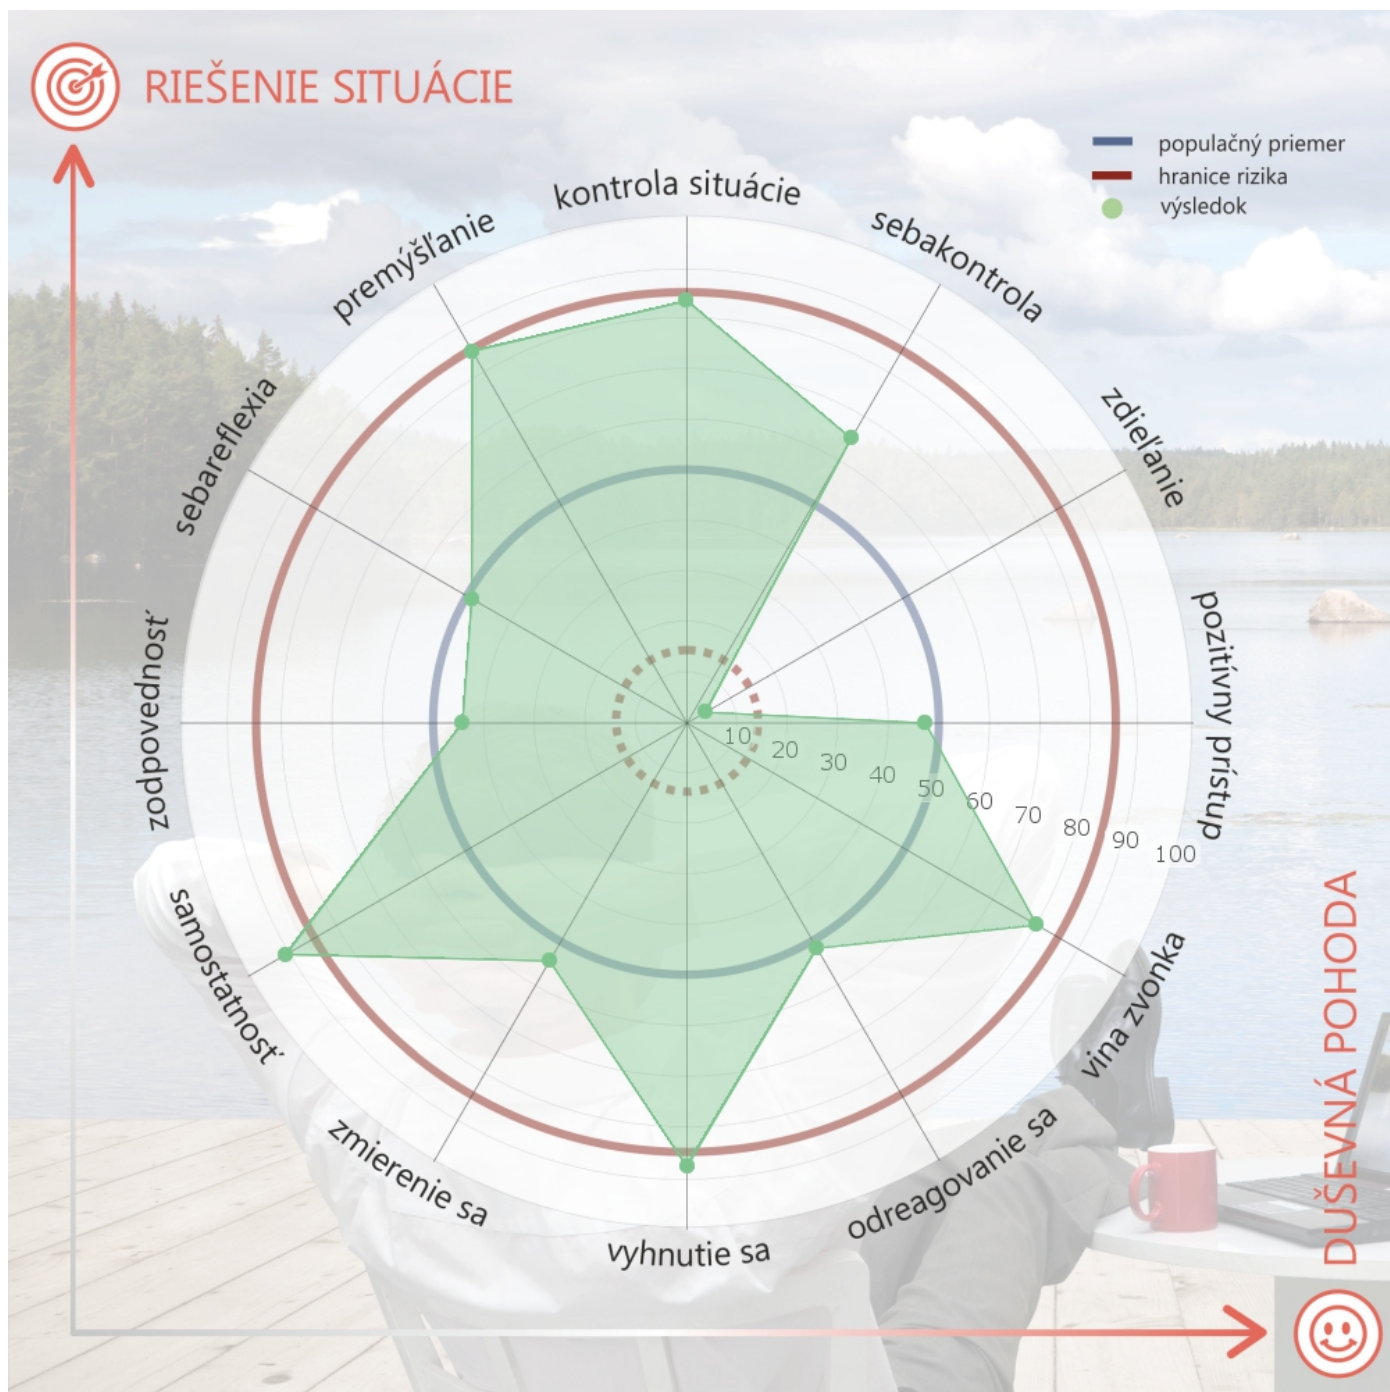 RIEŠENIE SITUÁCIE
populačný priemer
hranice rizika
výsledok
kontrola situácie
sebakontrola
zdieľanie
pozitívny prístup
vina zvonka
odreagovanie sa
vyhnutie sa
zmierenie sa
samostatnosť
zodpovednosť
sebareflexia
premýšľanie
10
20
30
40
50
60
70
80
90
100
DUŠEVNÁ POHODA